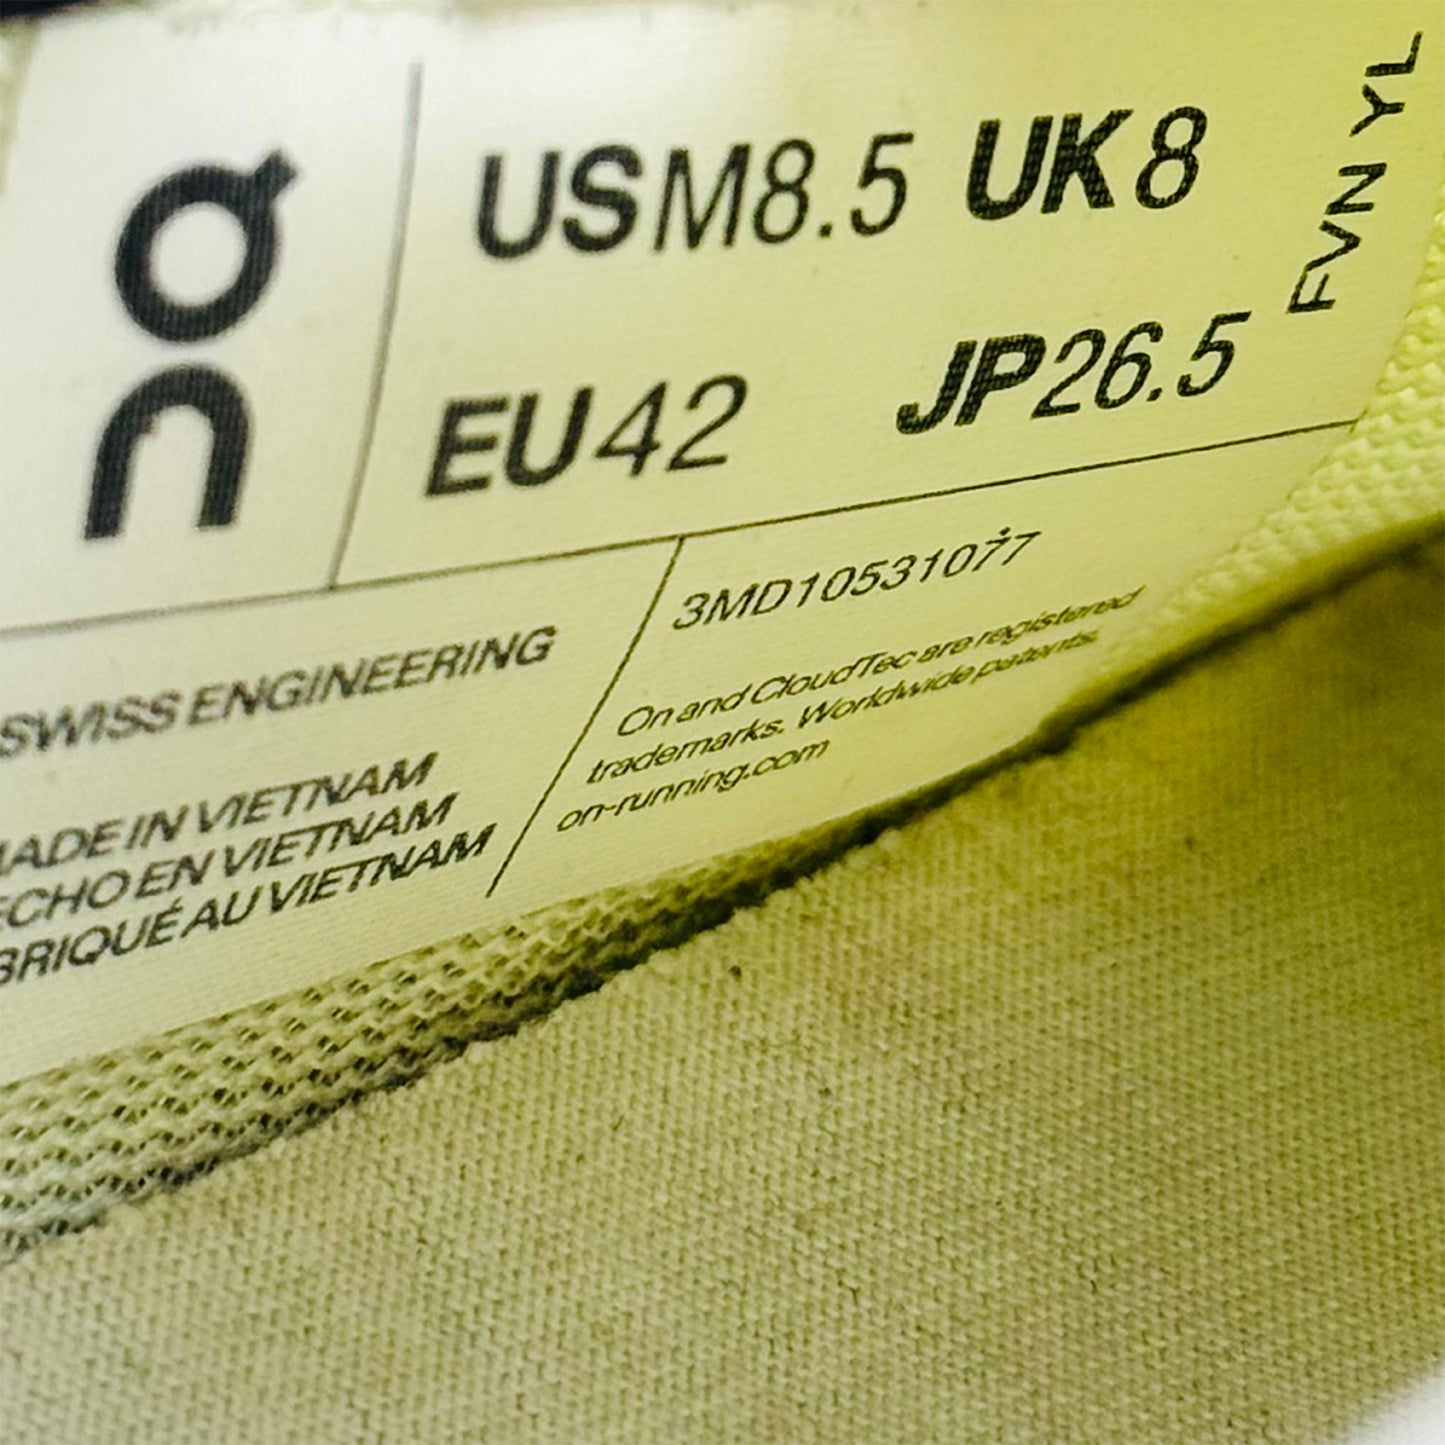 On
USM8.5 UK8
EU42 JP26.5
FVN YL
SWISS ENGINEERING
MADE IN VIETNAM
ECHO EN VIETNAM
BRIQUÉ AU VIETNAM
3MD10531077
On and CloudTec are registered
trademarks. Worldwide patents.
on-running.com